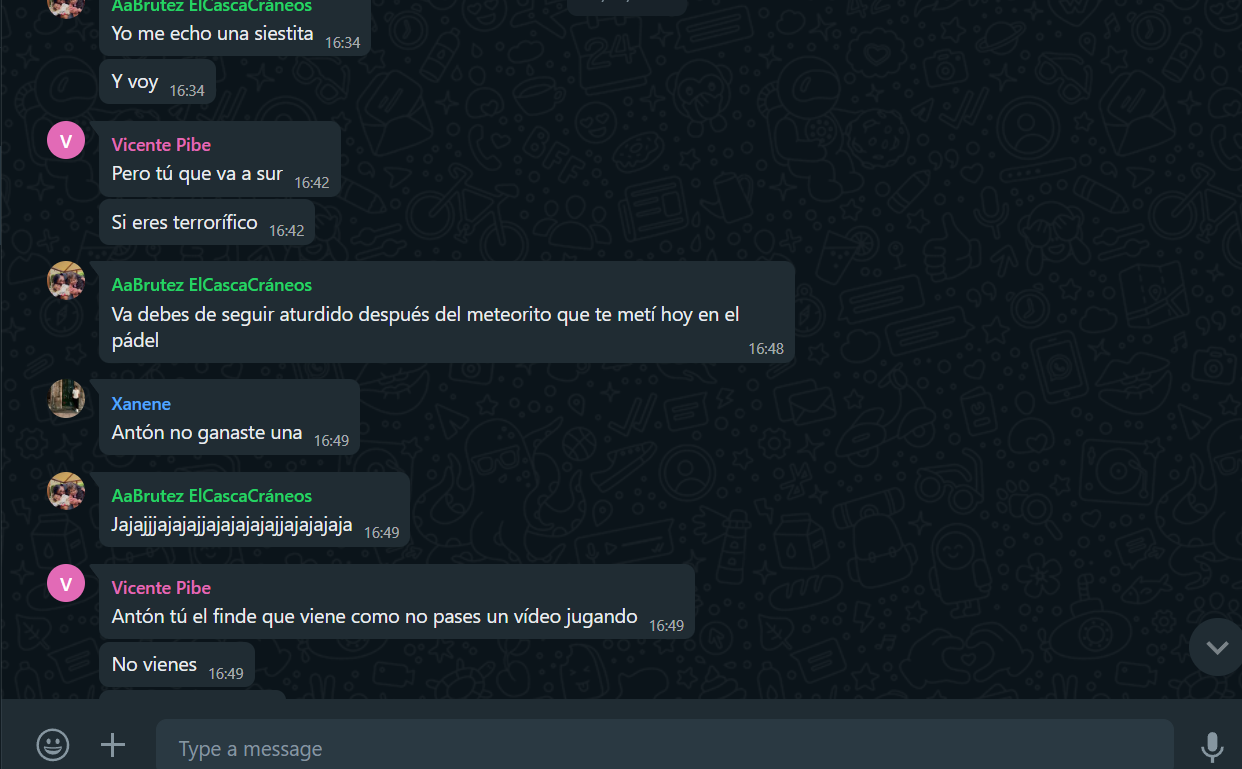 AaBrutez ElCascaCráneos
Yo me echo una siestita 16:34
Y voy 16:34
V
Vicente Pibe
Pero tú que va a sur 16:42
Si eres terrorífico 16:42
AaBrutez ElCascaCráneos
Va debes de seguir aturdido después del meteorito que te metí hoy en el
pádel
16:48
Xanene
Antón no ganaste una 16:49
AaBrutez ElCascaCráneos
Jajajjjajajajjajajajajajjajajajaja 16:49
V
Vicente Pibe
Antón tú el finde que viene como no pases un vídeo jugando 16:49
No vienes 16:49
Type a message